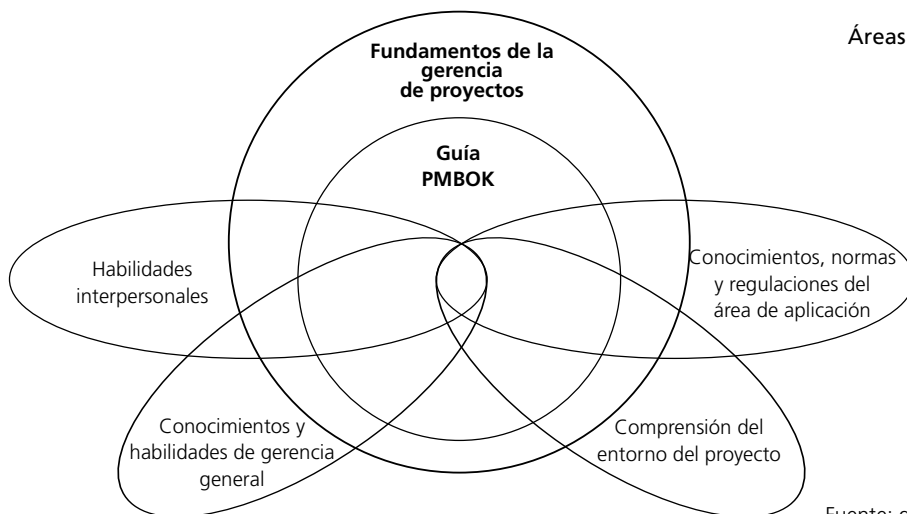 Áreas
Fundamentos de la
gerencia
de proyectos
Guía
PMBOK
Habilidades
interpersonales
Conocimientos, normas
y regulaciones del
área de aplicación
Conocimientos y
habilidades de gerencia
general
Comprensión del
entorno del proyecto
Fuente: